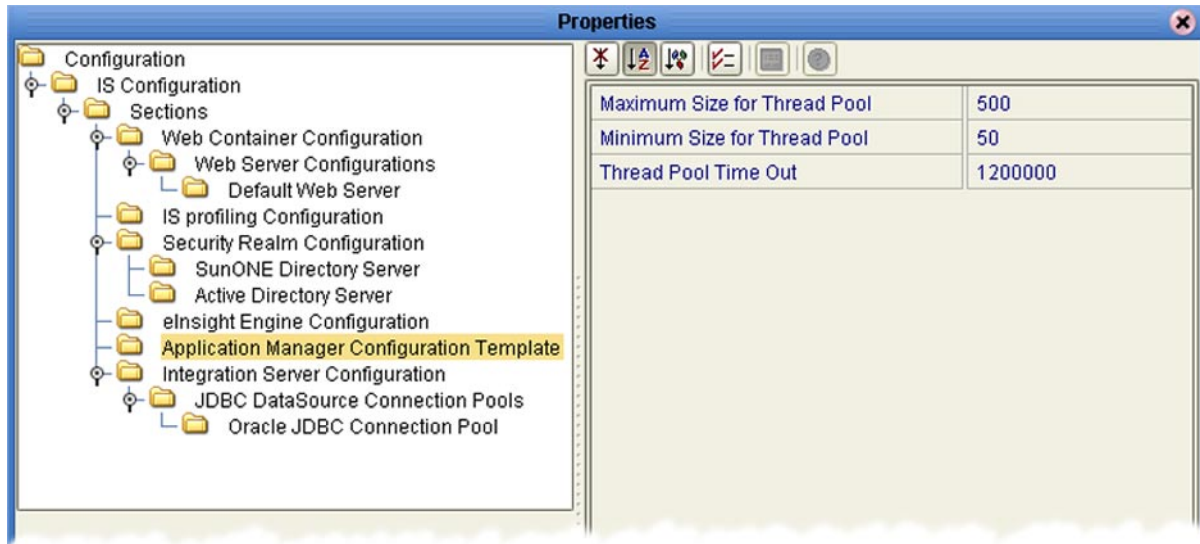 Properties
Configuration
IS Configuration
Sections
Web Container Configuration
Web Server Configurations
Default Web Server
IS profiling Configuration
Security Realm Configuration
SunONE Directory Server
Active Directory Server
eInsight Engine Configuration
Application Manager Configuration Template
Integration Server Configuration
JDBC DataSource Connection Pools
Oracle JDBC Connection Pool
Maximum Size for Thread Pool 500
Minimum Size for Thread Pool 50
Thread Pool Time Out 1200000